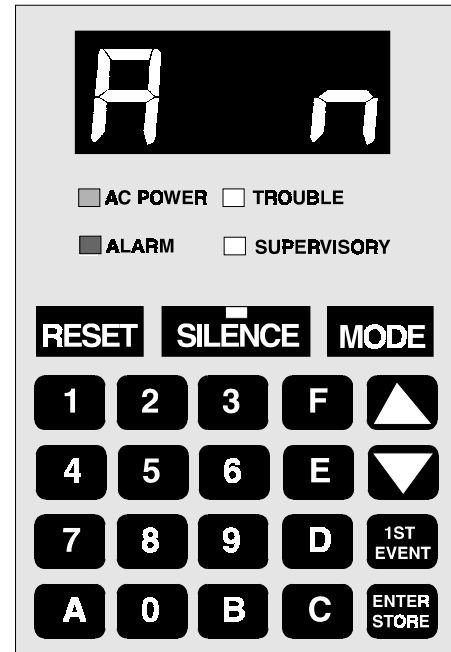 A n
AC POWER TROUBLE
ALARM SUPERVISORY
RESET SILENCE MODE
1 2 3 F
4 5 6 E
7 8 9 D 1ST EVENT
A 0 B C ENTER STORE